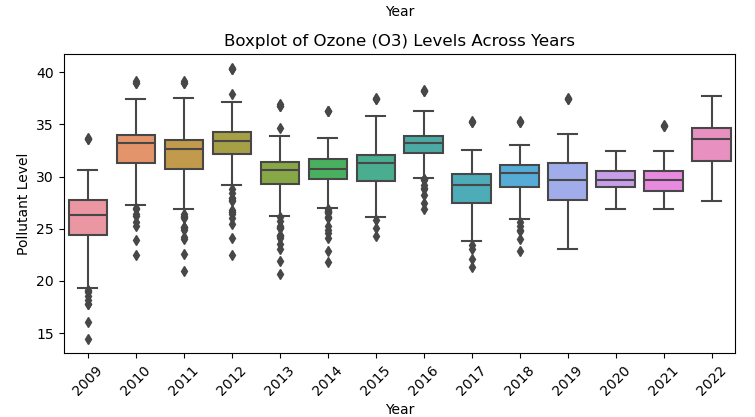 Year
Boxplot of Ozone (O3) Levels Across Years
Pollutant Level
40
35
30
25
20
15
2009 2010 2011 2012 2013 2014 2015 2016 2017 2018 2019 2020 2021 2022
Year